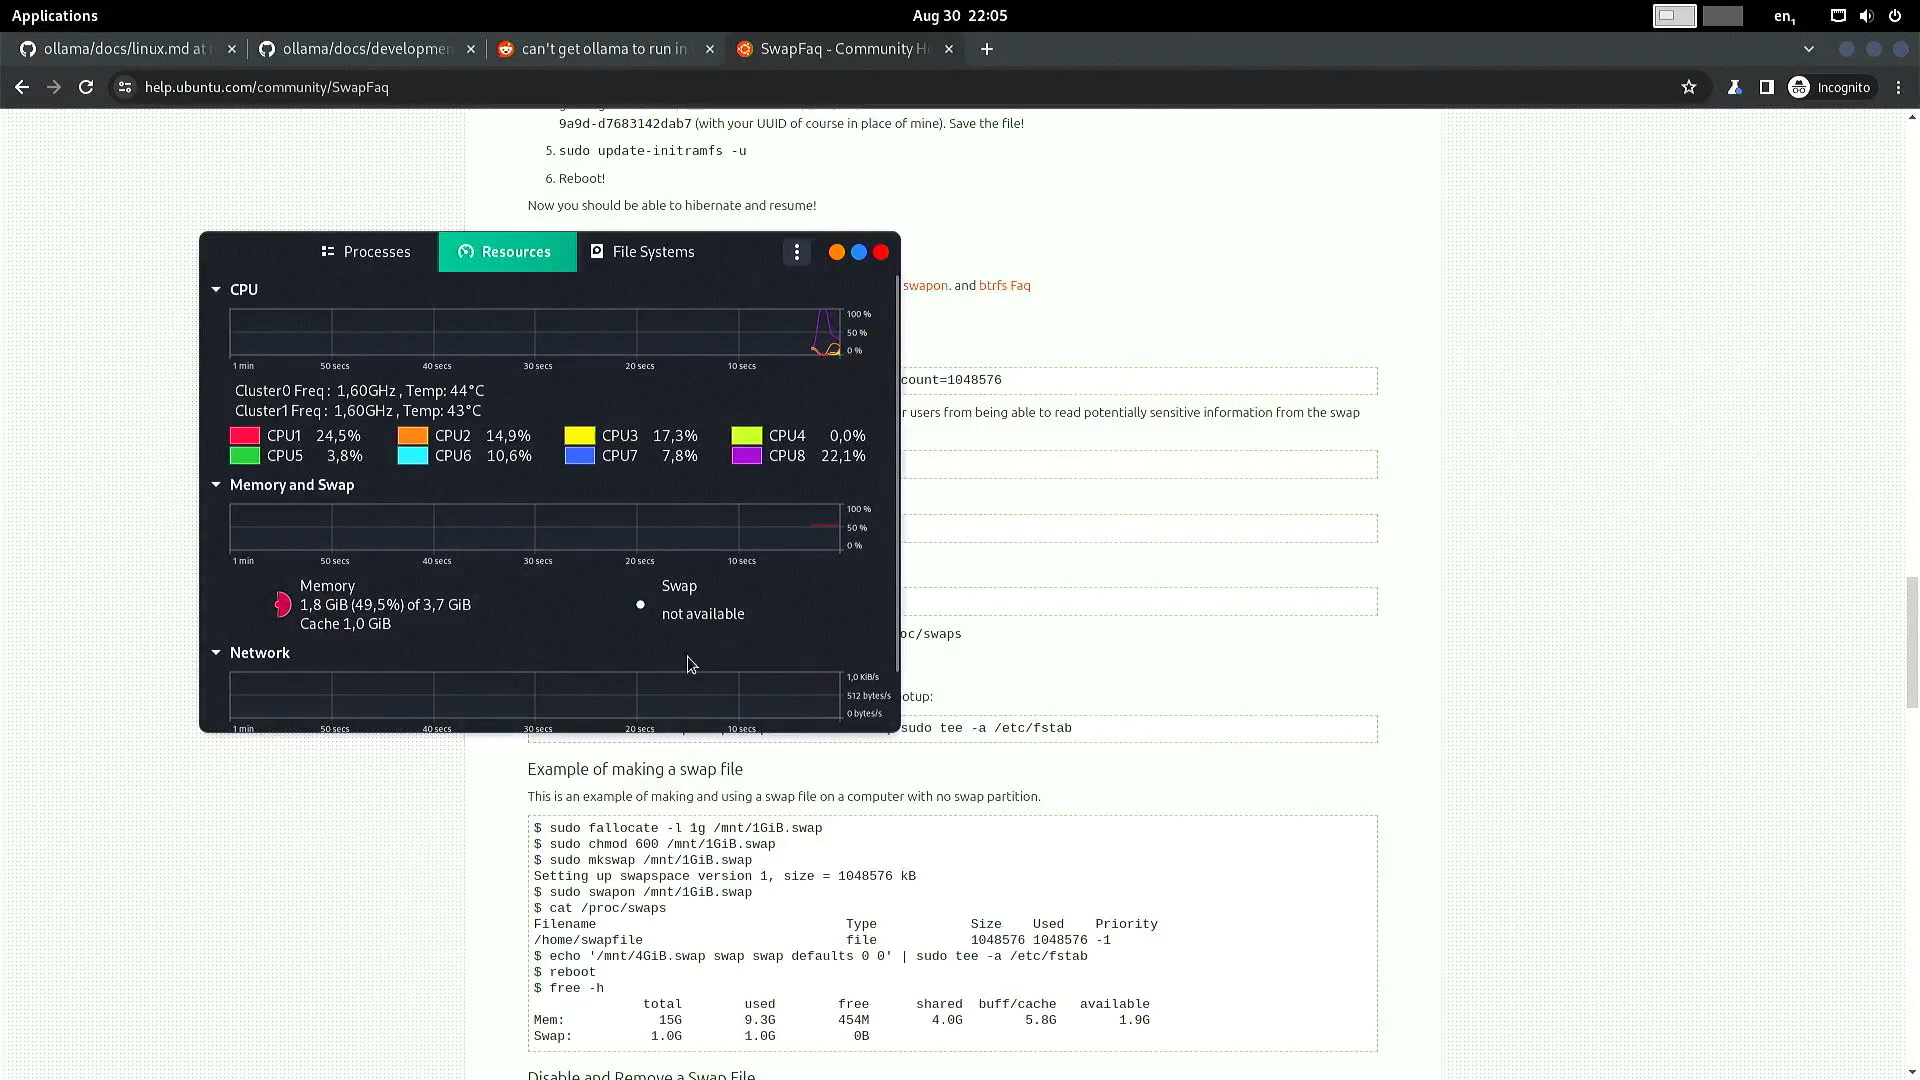 Applications
Aug 30 22:05
en1
ollama/docs/linux.md at
ollama/docs/developmen
can't get ollama to run in
SwapFaq - Community H
help.ubuntu.com/community/SwapFaq
Incognito
9a9d-d7683142dab7 (with your UUID of course in place of mine). Save the file!
5. sudo update-initramfs -u
6. Reboot!
Now you should be able to hibernate and resume!
Processes
Resources
File Systems
swapon. and btrfs Faq
CPU
100 %
50 %
0 %
1 min 50 secs 40 secs 30 secs 20 secs 10 secs
Cluster0 Freq : 1,60GHz , Temp: 44°C
Cluster1 Freq : 1,60GHz , Temp: 43°C
CPU1 24,5% CPU2 14,9% CPU3 17,3% CPU4 0,0%
CPU5 3,8% CPU6 10,6% CPU7 7,8% CPU8 22,1%
count=1048576
r users from being able to read potentially sensitive information from the swap
Memory and Swap
100 %
50 %
0 %
1 min 50 secs 40 secs 30 secs 20 secs 10 secs
Memory
1,8 GiB (49,5%) of 3,7 GiB
Cache 1,0 GiB
Swap
not available
oc/swaps
Network
1,0 KiB/s
512 bytes/s
0 bytes/s
1 min 50 secs 40 secs 30 secs 20 secs 10 secs
otup:
sudo tee -a /etc/fstab
Example of making a swap file
This is an example of making and using a swap file on a computer with no swap partition.
$ sudo fallocate -l 1g /mnt/1GiB.swap
$ sudo chmod 600 /mnt/1GiB.swap
$ sudo mkswap /mnt/1GiB.swap
Setting up swapspace version 1, size = 1048576 kB
$ sudo swapon /mnt/1GiB.swap
$ cat /proc/swaps
Filename Type Size Used Priority
/home/swapfile file 1048576 1048576 -1
$ echo '/mnt/4GiB.swap swap swap defaults 0 0' | sudo tee -a /etc/fstab
$ reboot
$ free -h
total used free shared buff/cache available
Mem: 15G 9.3G 454M 4.0G 5.8G 1.9G
Swap: 1.0G 1.0G 0B
Disable and Remove a Swap File